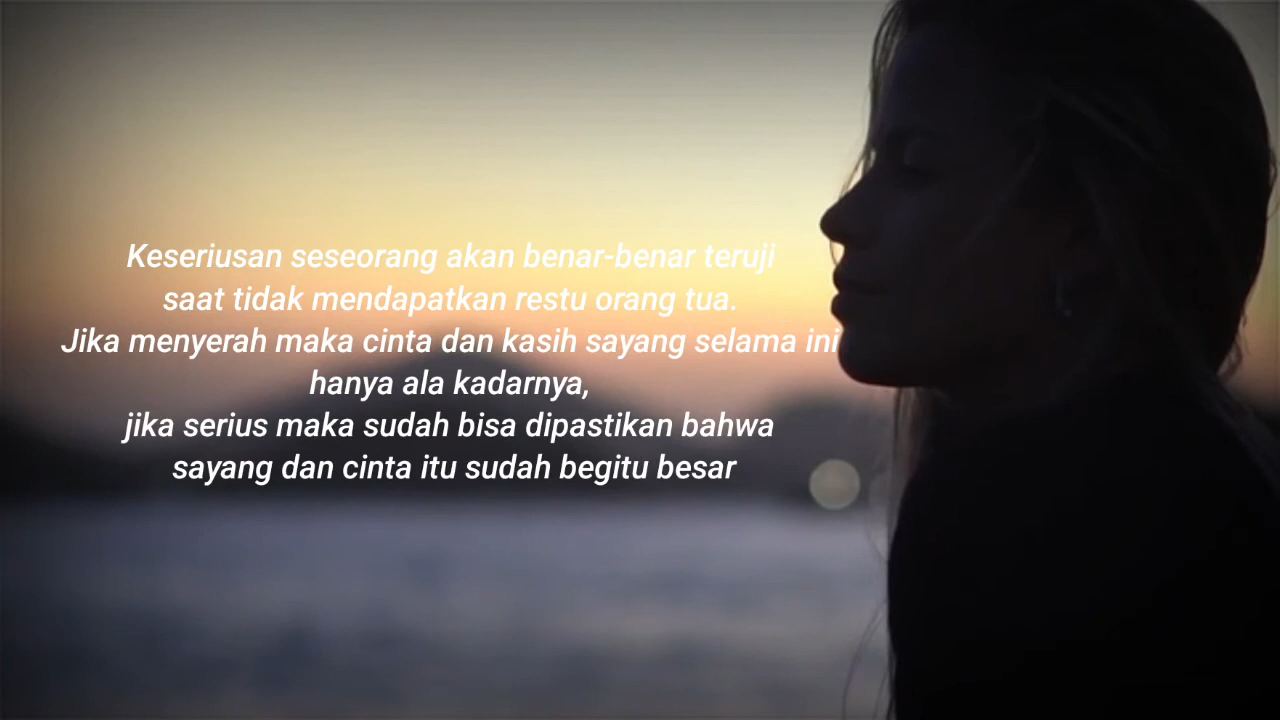 Keseriusan seseorang akan benar-benar teruji
saat tidak mendapatkan restu orang tua.
Jika menyerah maka cinta dan kasih sayang selama ini
hanya ala kadarnya,
jika serius maka sudah bisa dipastikan bahwa
sayang dan cinta itu sudah begitu besar